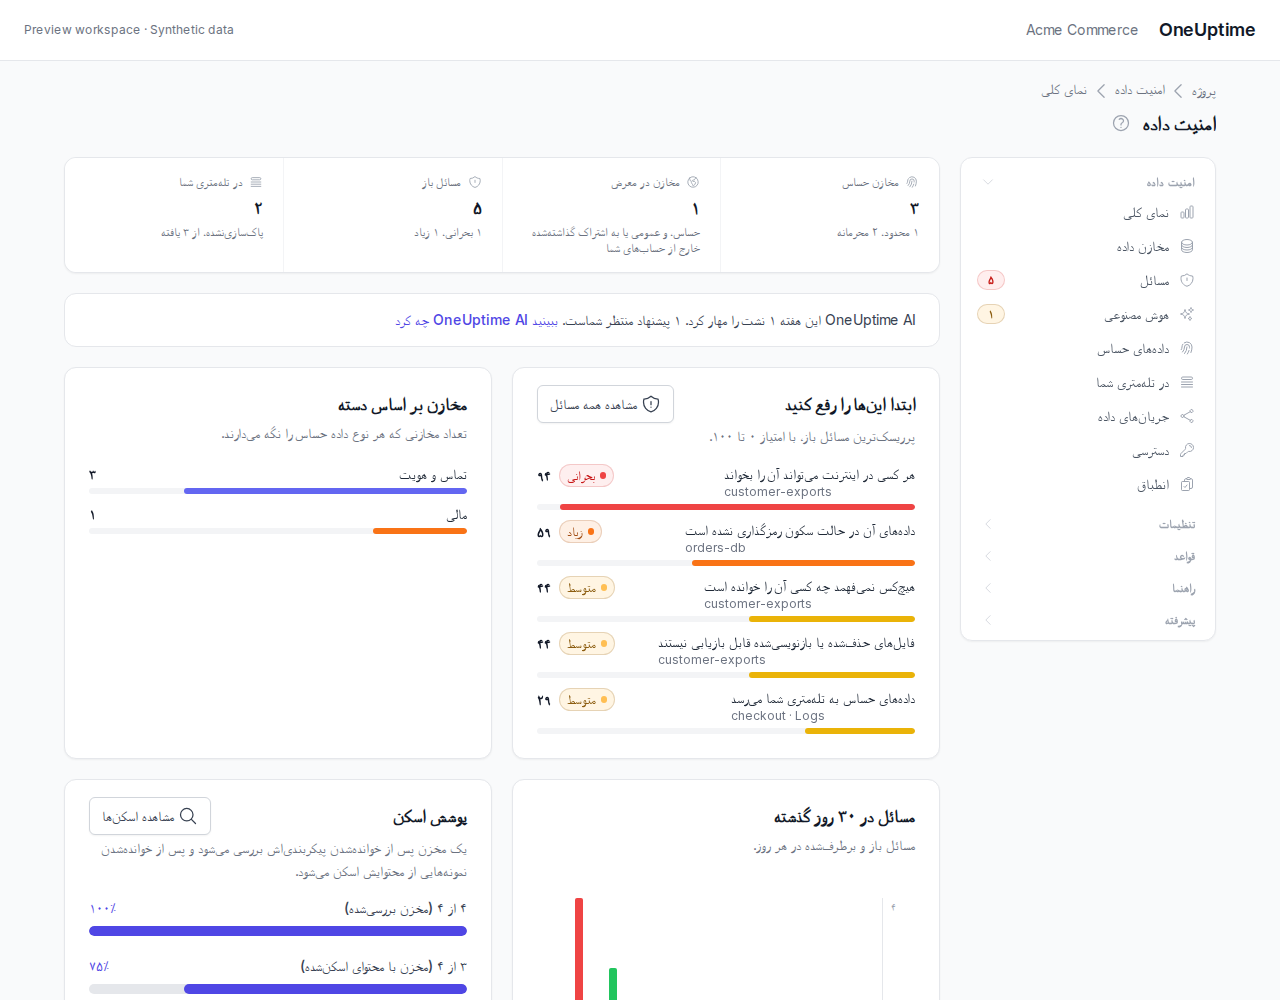 OneUptime
Acme Commerce
Preview workspace · Synthetic data
پروژه
امنیت داده
نمای کلی
امنیت داده
امنیت داده
نمای کلی
مخازن داده
مسائل
۵
هوش مصنوعی
۱
داده‌های حساس
در تله‌متری شما
جریان‌های داده
دسترسی
انطباق
تنظیمات
قواعد
راهنما
پیشرفته
مخازن حساس
۳
۱ محدود. ۲ محرمانه
مخازن در معرض
۱
حساس. و عمومی یا به اشتراک گذاشته‌شده
خارج از حساب‌های شما
مسائل باز
۵
۱ بحرانی. ۱ زیاد
در تله‌متری شما
۲
پاک‌سازی‌نشده. از ۳ یافته
OneUptime AI این هفته ۱ نشت را مهار کرد. ۱ پیشنهاد منتظر شماست. ببینید OneUptime AI چه کرد
ابتدا این‌ها را رفع کنید
مشاهده همه مسائل
پرریسک‌ترین مسائل باز. با امتیاز ۰ تا ۱۰۰.
هر کسی در اینترنت می‌تواند آن را بخواند
customer-exports
بحرانی
۹۴
داده‌های آن در حالت سکون رمزگذاری نشده است
orders-db
زیاد
۵۹
هیچ‌کس نمی‌فهمد چه کسی آن را خوانده است
customer-exports
متوسط
۴۴
فایل‌های حذف‌شده یا بازنویسی‌شده قابل بازیابی نیستند
customer-exports
متوسط
۴۴
داده‌های حساس به تله‌متری شما می‌رسد
checkout · Logs
متوسط
۲۹
مخازن بر اساس دسته
تعداد مخازنی که هر نوع داده حساس را نگه می‌دارند.
تماس و هویت
۳
مالی
۱
مسائل در ۳۰ روز گذشته
مسائل باز و برطرف‌شده در هر روز.
۴
پوشش اسکن
مشاهده اسکن‌ها
یک مخزن پس از خوانده‌شدن پیکربندی‌اش بررسی می‌شود و پس از خوانده‌شدن
نمونه‌هایی از محتوایش اسکن می‌شود.
۴ از ۴ (مخزن بررسی‌شده)
۱۰۰٪
۳ از ۴ (مخزن با محتوای اسکن‌شده)
۷۵٪